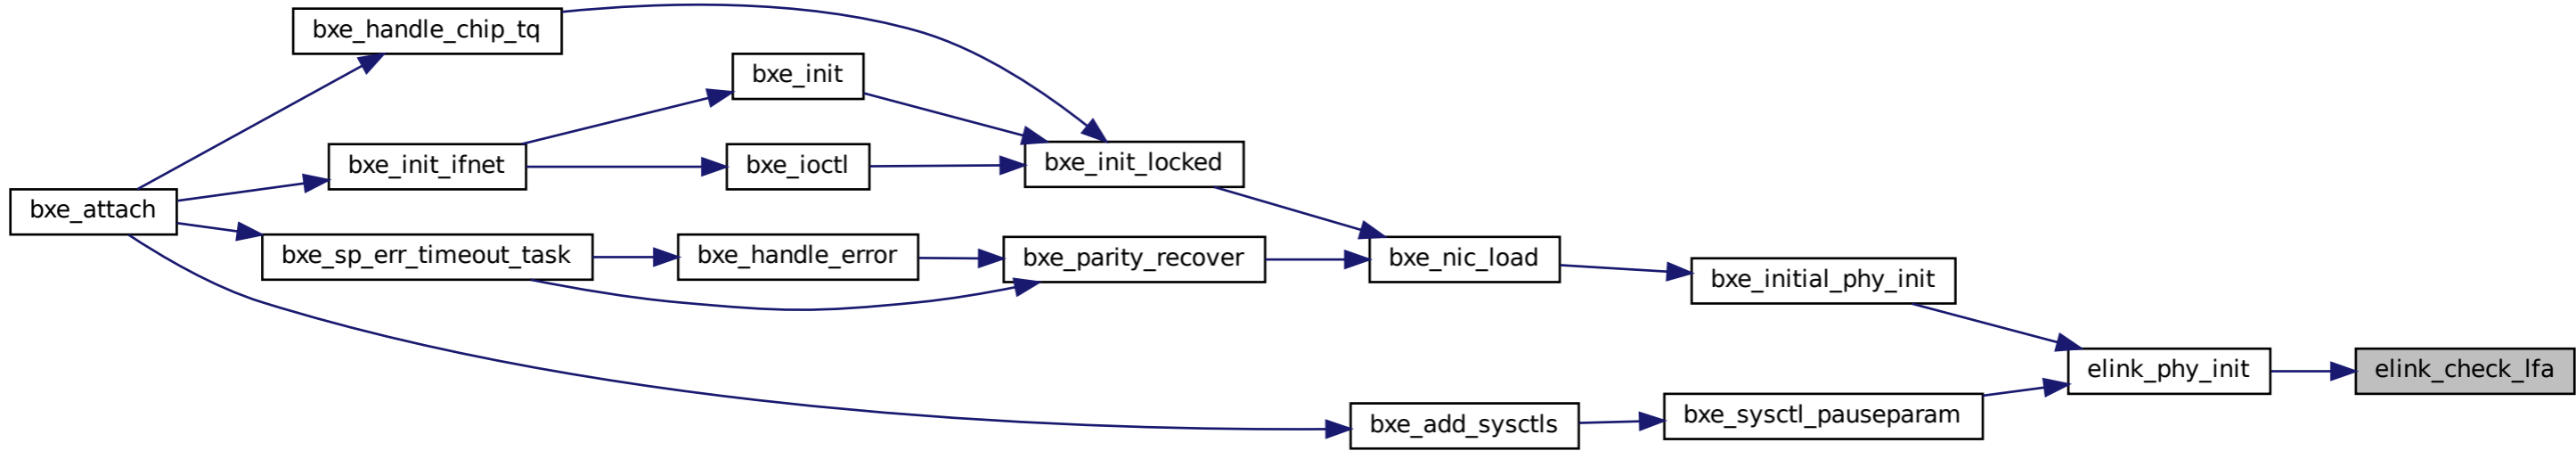 bxe_handle_chip_tq
bxe_init
bxe_init_ifnet
bxe_ioctl
bxe_init_locked
bxe_attach
bxe_sp_err_timeout_task
bxe_handle_error
bxe_parity_recover
bxe_nic_load
bxe_initial_phy_init
elink_phy_init
elink_check_lfa
bxe_add_sysctls
bxe_sysctl_pauseparam